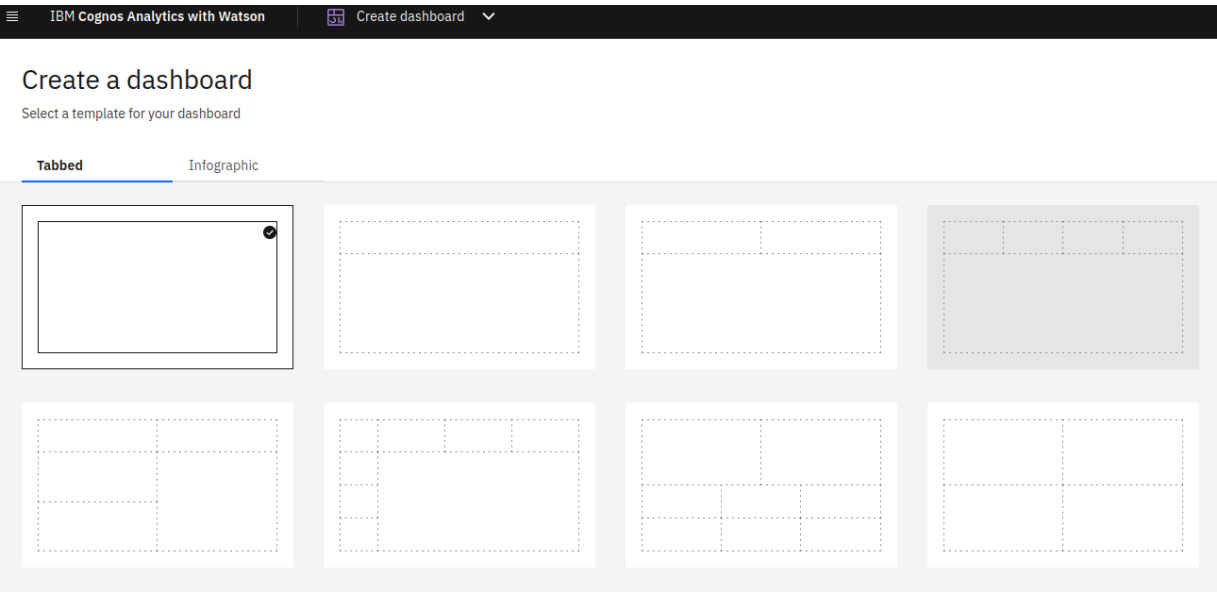 IBM Cognos Analytics with Watson
Create dashboard
Create a dashboard
Select a template for your dashboard
Tabbed
Infographic